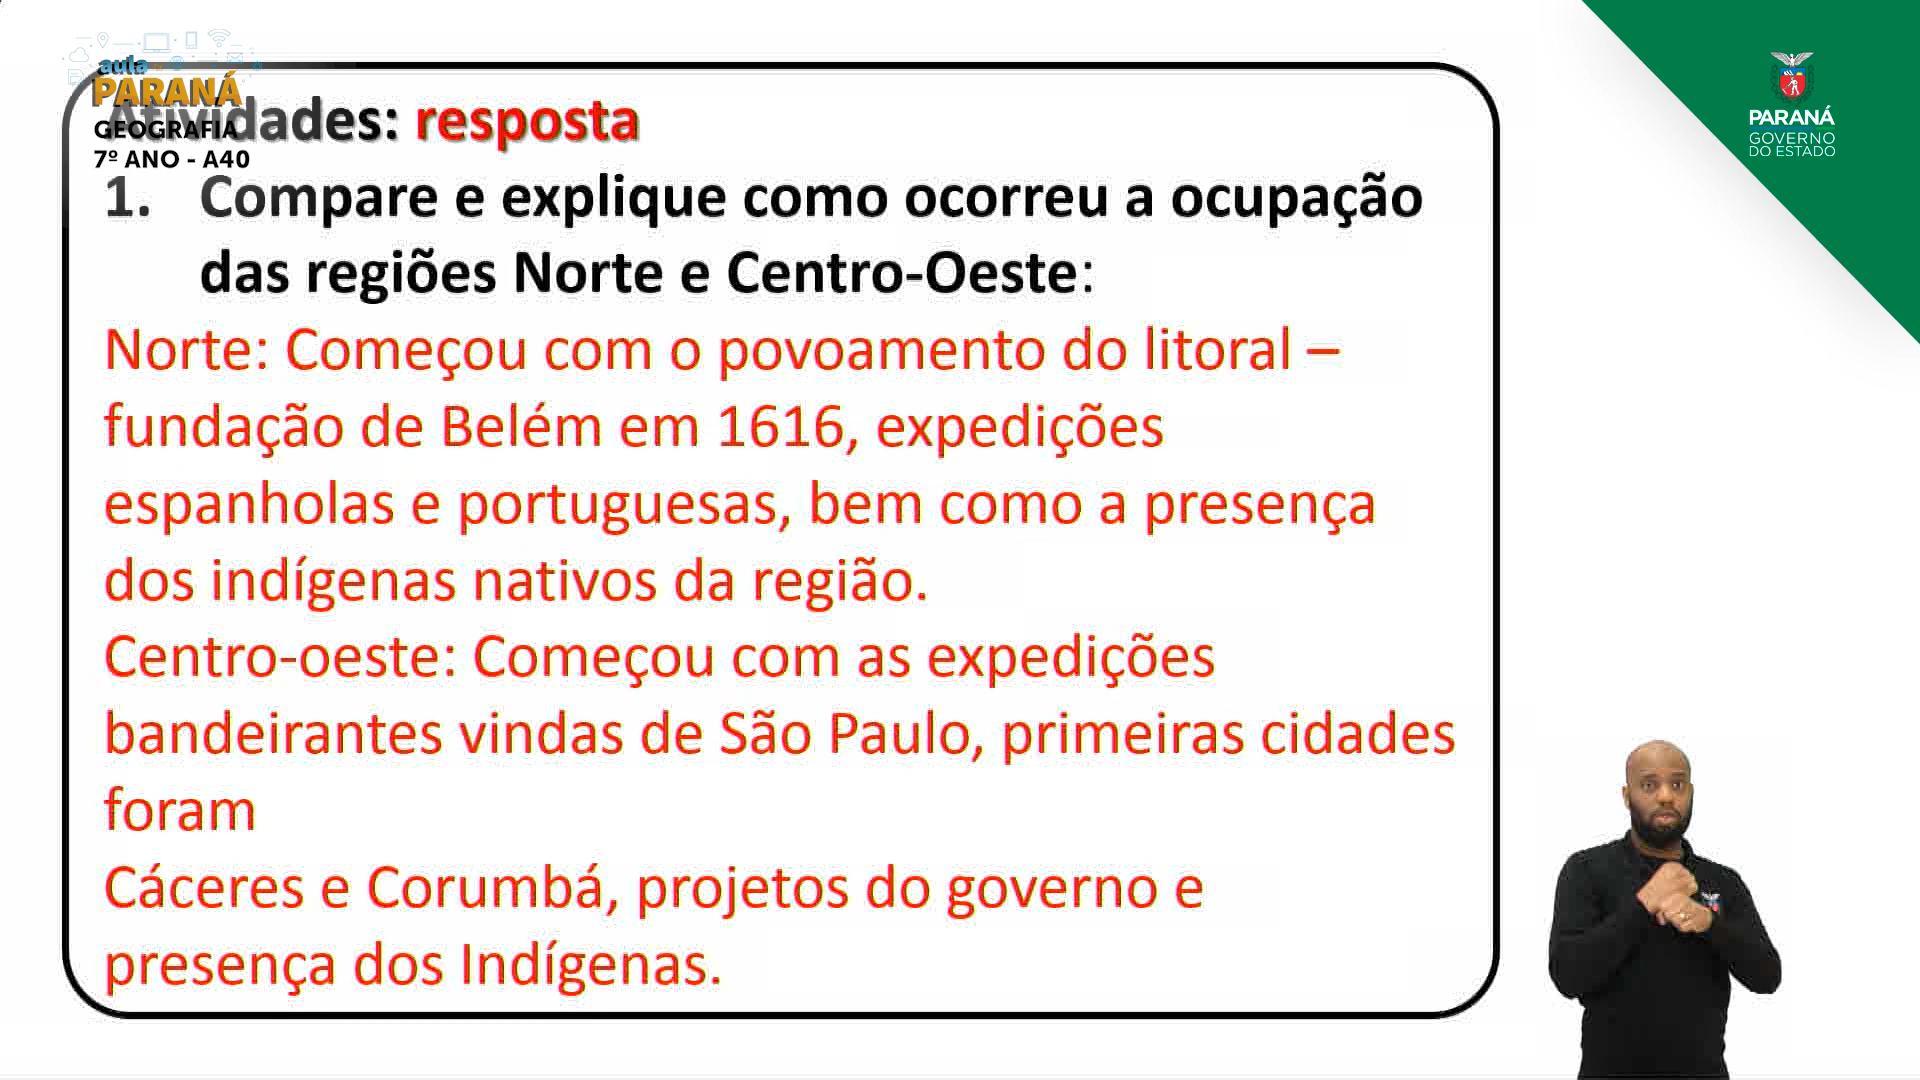 aula
PARANÁ
GEOGRAFIA
7º ANO - A40
PARANÁ
GOVERNO
DO ESTADO
Atividades: resposta
1. Compare e explique como ocorreu a ocupação
das regiões Norte e Centro-Oeste:
Norte: Começou com o povoamento do litoral –
fundação de Belém em 1616, expedições
espanholas e portuguesas, bem como a presença
dos indígenas nativos da região.
Centro-oeste: Começou com as expedições
bandeirantes vindas de São Paulo, primeiras cidades
foram
Cáceres e Corumbá, projetos do governo e
presença dos Indígenas.